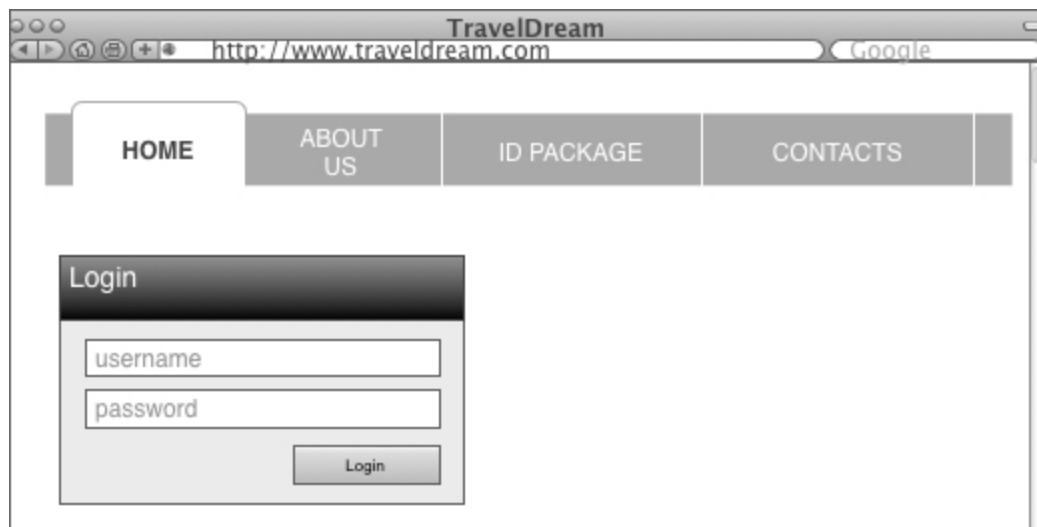 TravelDream
http://www.traveldream.com
Google
HOME
ABOUT
US
ID PACKAGE
CONTACTS
Login
username
password
Login